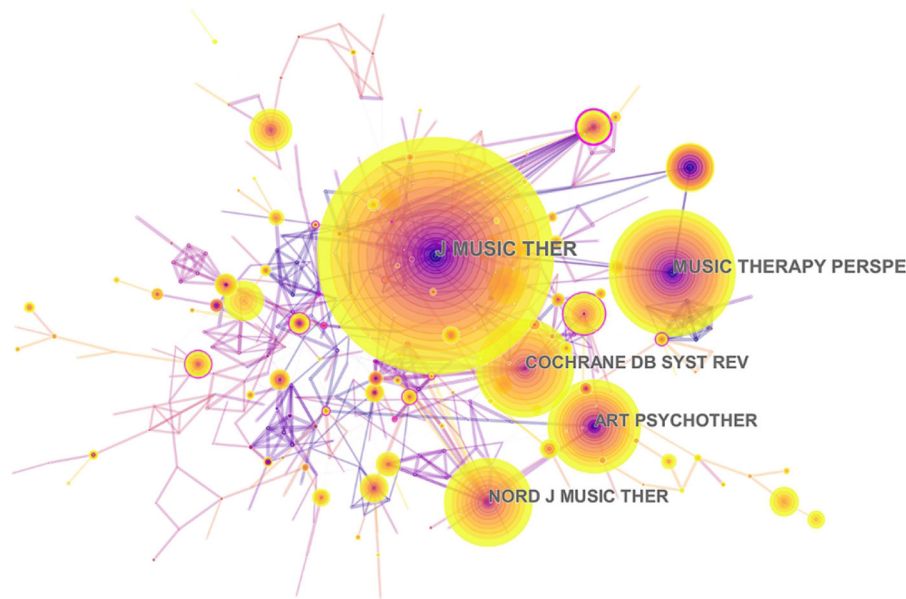 J MUSIC THER
MUSIC THERAPY PERSPE
COCHRANE DB SYST REV
ART PSYCHOTHER
NORD J MUSIC THER